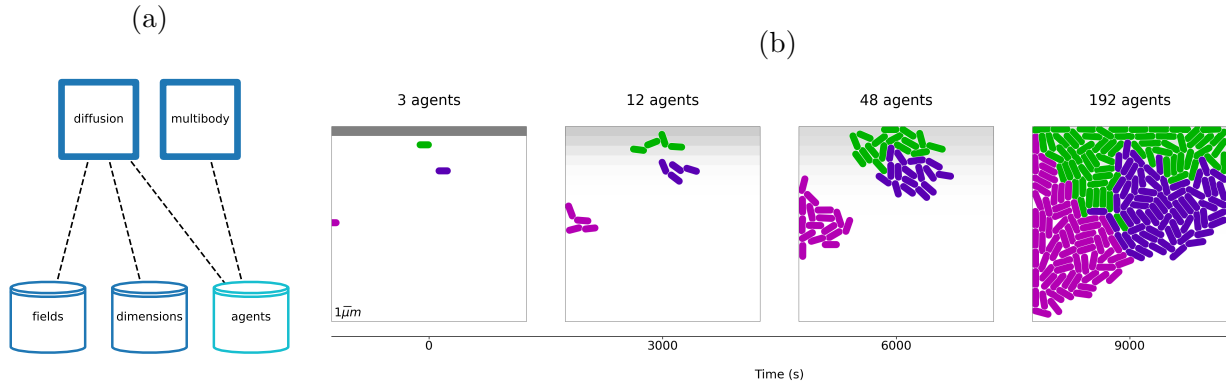 (a)
diffusion
multibody
fields
dimensions
agents
(b)
3 agents
12 agents
48 agents
192 agents
1μm
0
3000
6000
9000
Time (s)